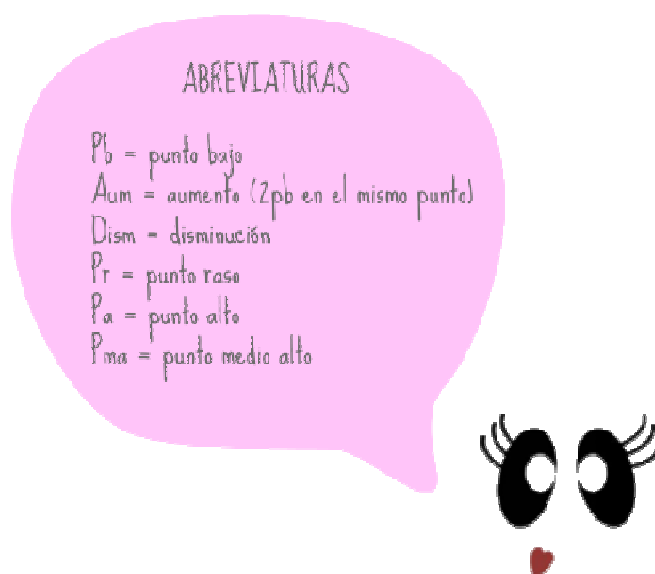 ABREVIATURAS
Pb = punto bajo
Aum = aumento (2pb en el mismo punto)
Dism = disminución
Pr = punto raso
Pa = punto alto
Pma = punto medio alto